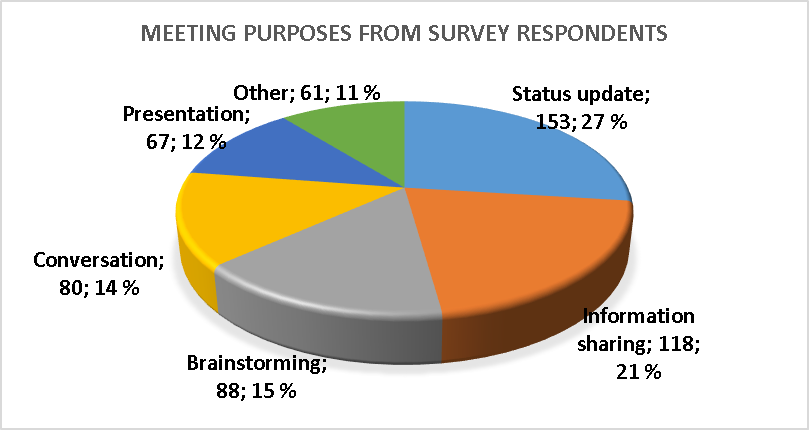 MEETING PURPOSES FROM SURVEY RESPONDENTS
Other; 61; 11 %
Status update;
153; 27 %
Presentation;
67; 12 %
Conversation;
80; 14 %
Information
sharing; 118;
21 %
Brainstorming;
88; 15 %